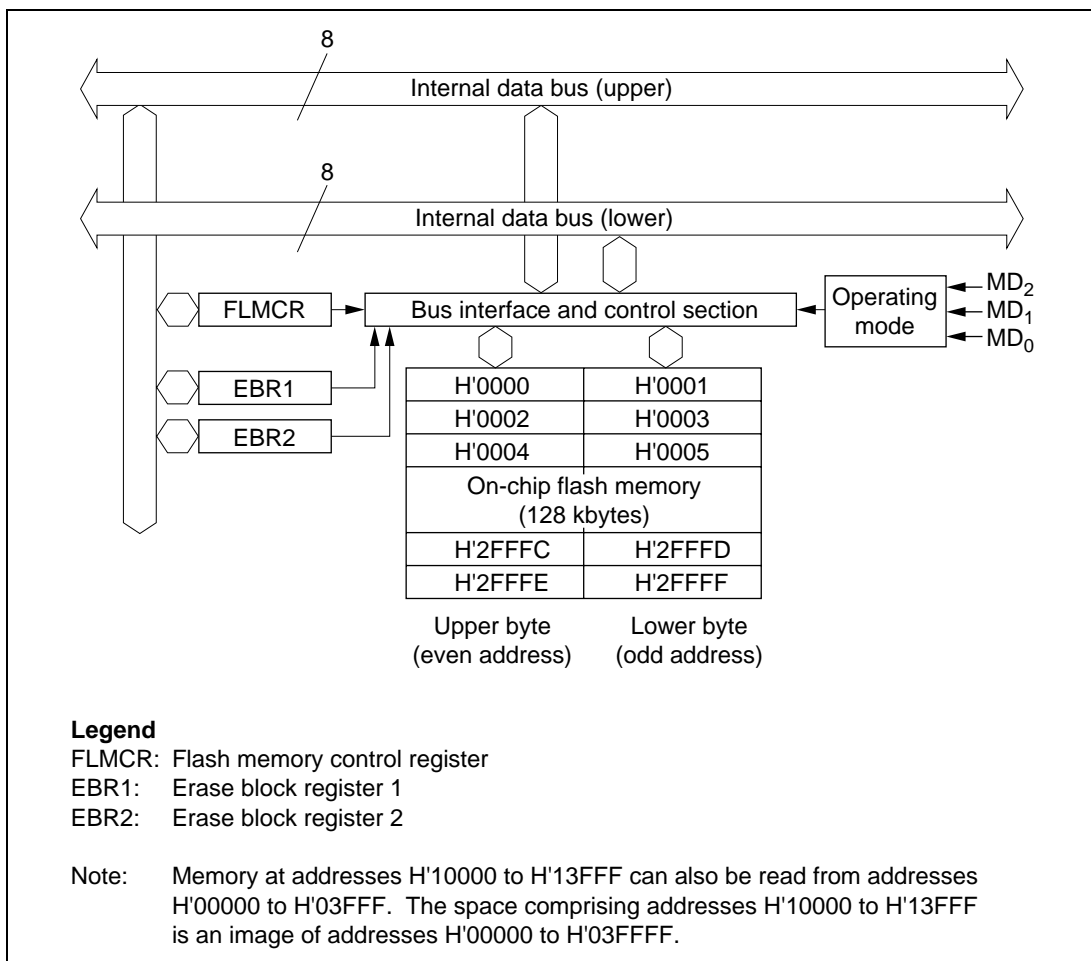 8
Internal data bus (upper)
8
Internal data bus (lower)
FLMCR
Bus interface and control section
Operating
mode
MD2
MD1
MD0
EBR1
EBR2
H'0000 H'0001
H'0002 H'0003
H'0004 H'0005
On-chip flash memory
(128 kbytes)
H'2FFFC H'2FFFD
H'2FFFE H'2FFFF
Upper byte
(even address)
Lower byte
(odd address)
Legend
FLMCR: Flash memory control register
EBR1: Erase block register 1
EBR2: Erase block register 2
Note: Memory at addresses H'10000 to H'13FFF can also be read from addresses
H'00000 to H'03FFF. The space comprising addresses H'10000 to H'13FFF
is an image of addresses H'00000 to H'03FFFF.